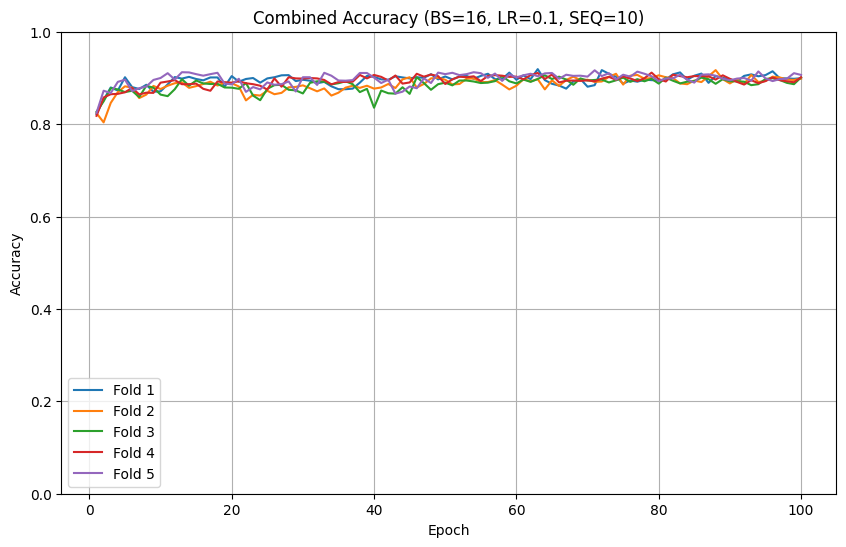 Combined Accuracy (BS=16, LR=0.1, SEQ=10)
1.0
0.8
0.6
0.4
0.2
0.0
Accuracy
Fold 1
Fold 2
Fold 3
Fold 4
Fold 5
0 20 40 60 80 100
Epoch